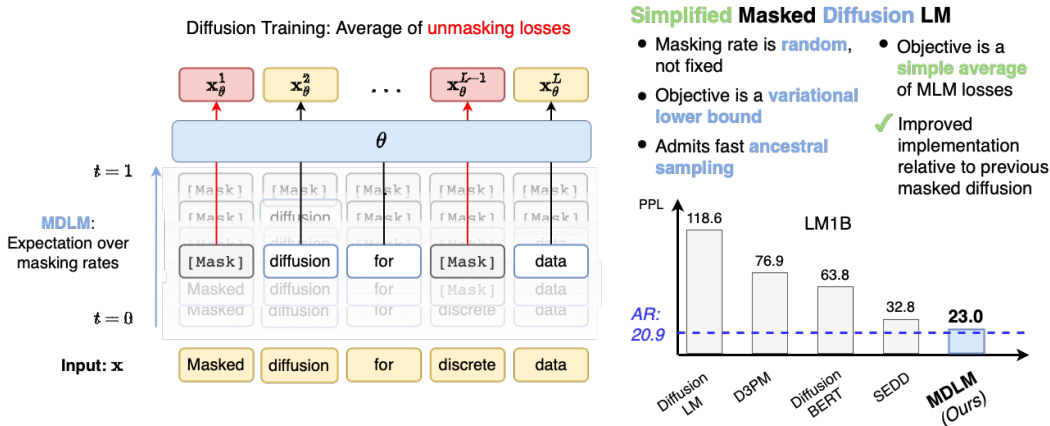 Diffusion Training: Average of unmasking losses
x_θ^1
x_θ^2
...
x_θ^{L-1}
x_θ^L
θ
t = 1
[Mask] [Mask] [Mask] [Mask] [Mask]
[Mask] diffusion [Mask] [Mask] [Mask]
MDLM:
Expectation over
masking rates
[Mask] diffusion for [Mask] data
Masked diffusion for [Mask] data
t = 0
Masked diffusion for discrete data
Input: x
Masked diffusion for discrete data
Simplified Masked Diffusion LM
• Masking rate is random,
not fixed
• Objective is a variational
lower bound
• Admits fast ancestral
sampling
• Objective is a
simple average
of MLM losses
✓ Improved
implementation
relative to previous
masked diffusion
PPL
LM1B
118.6
76.9
63.8
32.8
23.0
AR:
20.9
Diffusion
LM
D3PM
Diffusion
BERT
SEDD
MDLM
(Ours)